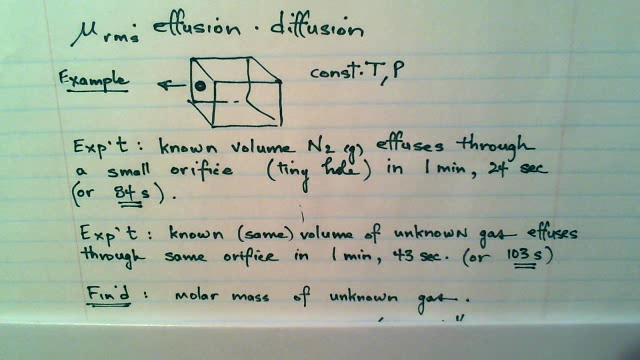 μrms effusion · diffusion
Example
const. T, P
Exp't : known volume N2 (g) effuses through
a small orifice (tiny hole) in 1 min, 24 sec
(or 84 s).
Exp't : known (same) volume of unknown gas effuses
through same orifice in 1 min, 43 sec. (or 103 s)
Find : molar mass of unknown gas.